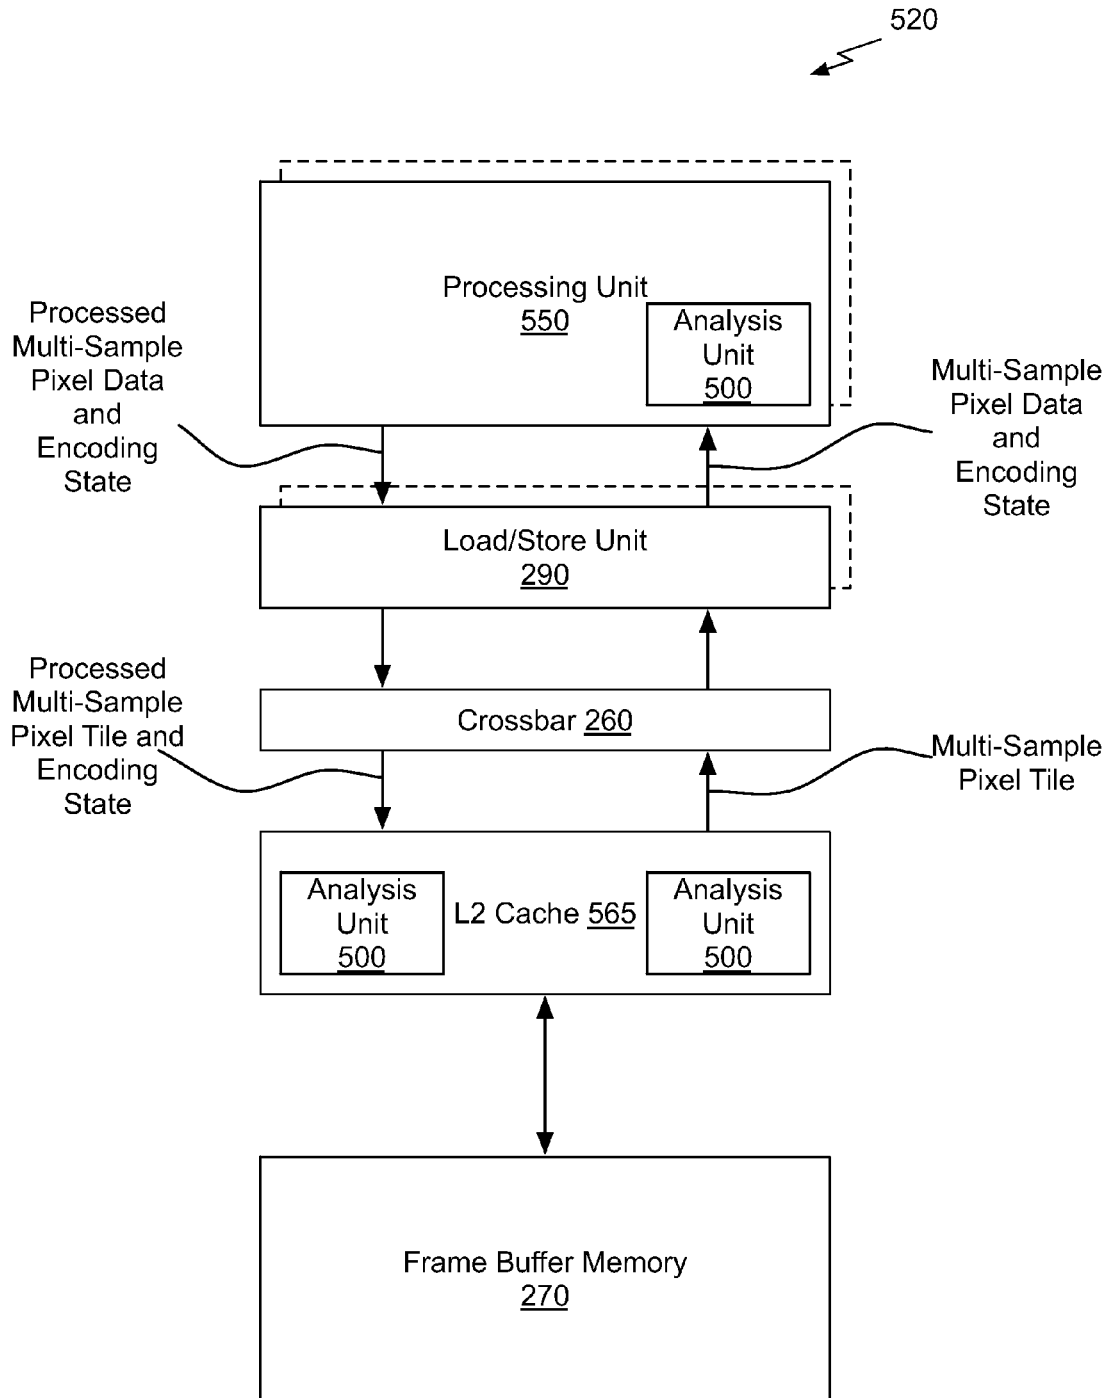 520
Processing Unit
550
Analysis
Unit
500
Processed
Multi-Sample
Pixel Data
and
Encoding
State
Multi-Sample
Pixel Data
and
Encoding
State
Load/Store Unit
290
Processed
Multi-Sample
Pixel Tile and
Encoding
State
Crossbar 260
Multi-Sample
Pixel Tile
Analysis
Unit
500
L2 Cache 565
Analysis
Unit
500
Frame Buffer Memory
270